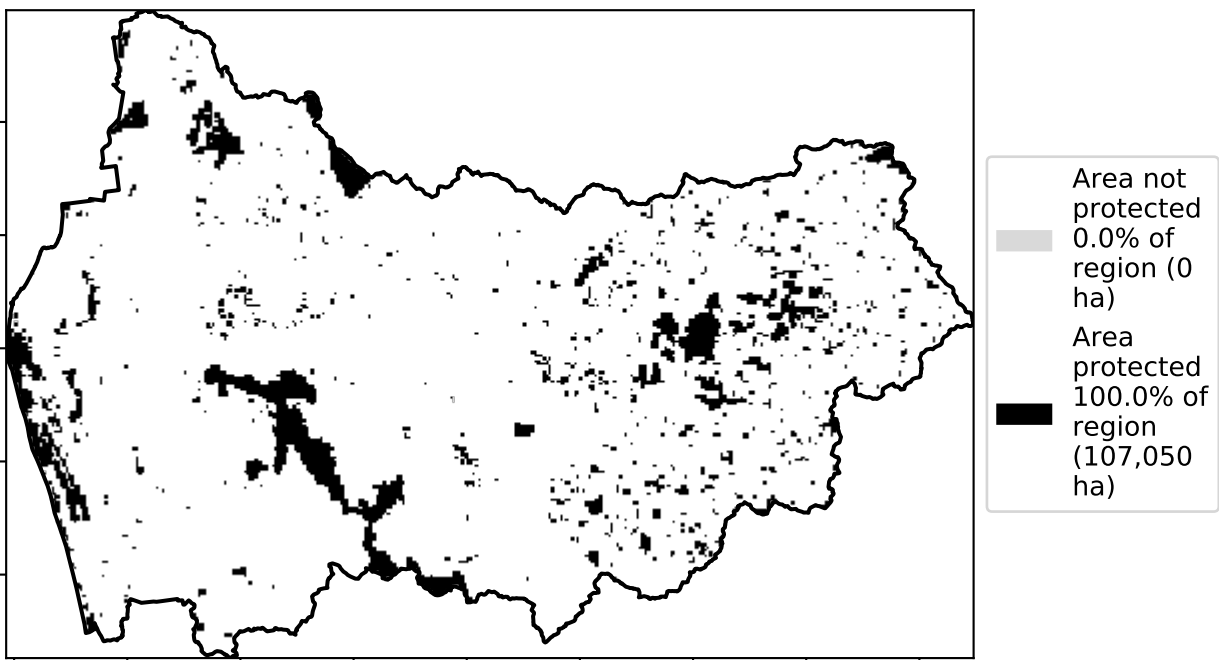 Area not
protected
0.0% of
region (0
ha)
Area
protected
100.0% of
region
(107,050
ha)